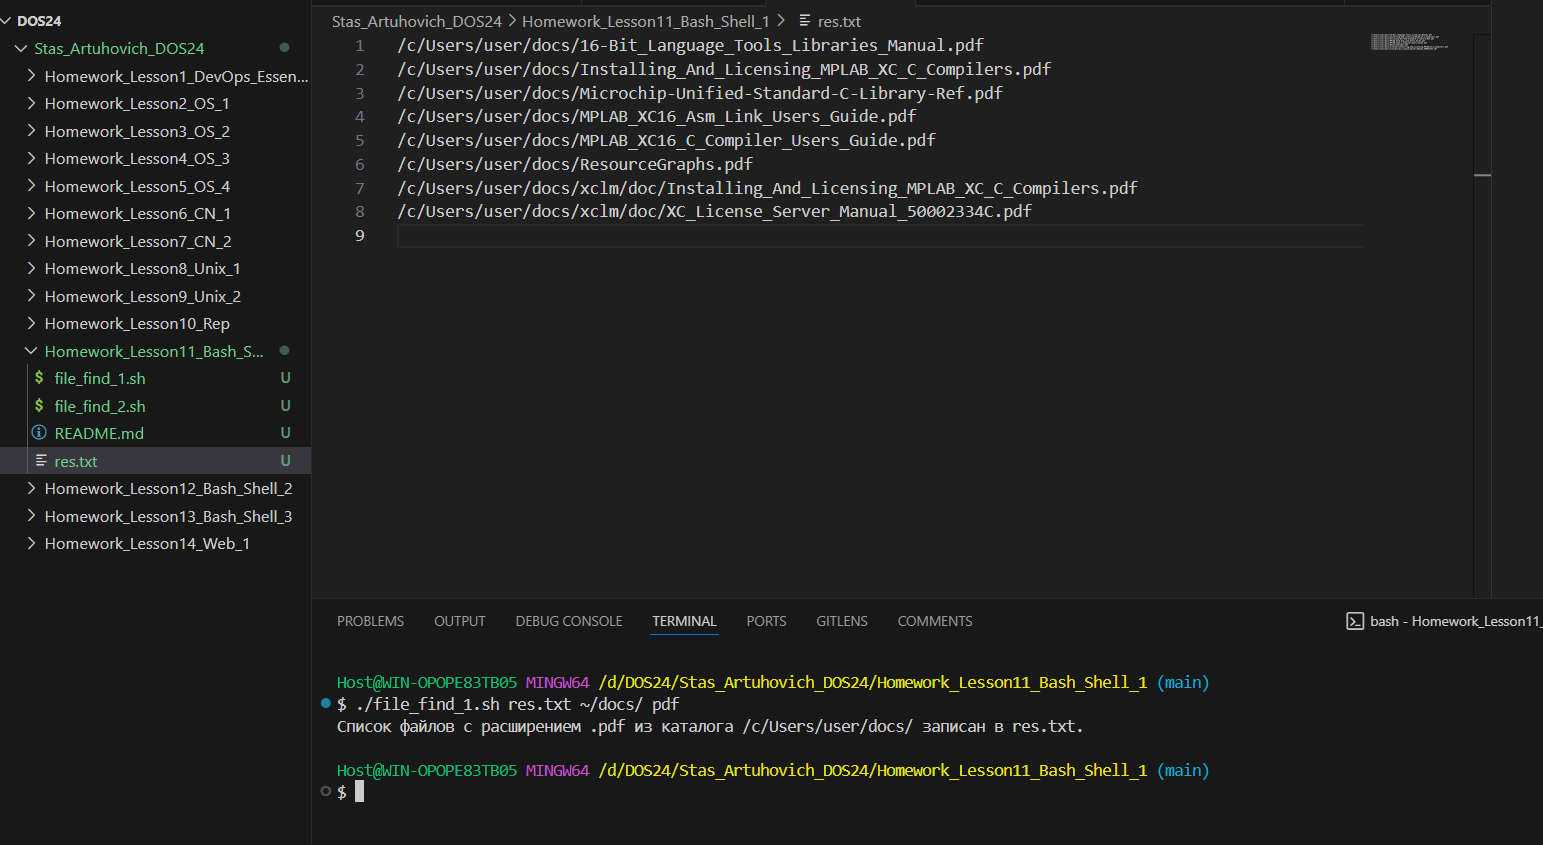 DOS24
Stas_Artuhovich_DOS24
Homework_Lesson1_DevOps_Essen...
Homework_Lesson2_OS_1
Homework_Lesson3_OS_2
Homework_Lesson4_OS_3
Homework_Lesson5_OS_4
Homework_Lesson6_CN_1
Homework_Lesson7_CN_2
Homework_Lesson8_Unix_1
Homework_Lesson9_Unix_2
Homework_Lesson10_Rep
Homework_Lesson11_Bash_S...
$ file_find_1.sh U
$ file_find_2.sh U
README.md U
res.txt U
Homework_Lesson12_Bash_Shell_2
Homework_Lesson13_Bash_Shell_3
Homework_Lesson14_Web_1
Stas_Artuhovich_DOS24 > Homework_Lesson11_Bash_Shell_1 > res.txt
1 /c/Users/user/docs/16-Bit_Language_Tools_Libraries_Manual.pdf
2 /c/Users/user/docs/Installing_And_Licensing_MPLAB_XC_C_Compilers.pdf
3 /c/Users/user/docs/Microchip-Unified-Standard-C-Library-Ref.pdf
4 /c/Users/user/docs/MPLAB_XC16_Asm_Link_Users_Guide.pdf
5 /c/Users/user/docs/MPLAB_XC16_C_Compiler_Users_Guide.pdf
6 /c/Users/user/docs/ResourceGraphs.pdf
7 /c/Users/user/docs/xclm/doc/Installing_And_Licensing_MPLAB_XC_C_Compilers.pdf
8 /c/Users/user/docs/xclm/doc/XC_License_Server_Manual_50002334C.pdf
9
PROBLEMS OUTPUT DEBUG CONSOLE TERMINAL PORTS GITLENS COMMENTS
bash - Homework_Lesson11_
Host@WIN-OPOPE83TB05 MINGW64 /d/DOS24/Stas_Artuhovich_DOS24/Homework_Lesson11_Bash_Shell_1 (main)
$ ./file_find_1.sh res.txt ~/docs/ pdf
Список файлов с расширением .pdf из каталога /c/Users/user/docs/ записан в res.txt.
Host@WIN-OPOPE83TB05 MINGW64 /d/DOS24/Stas_Artuhovich_DOS24/Homework_Lesson11_Bash_Shell_1 (main)
$